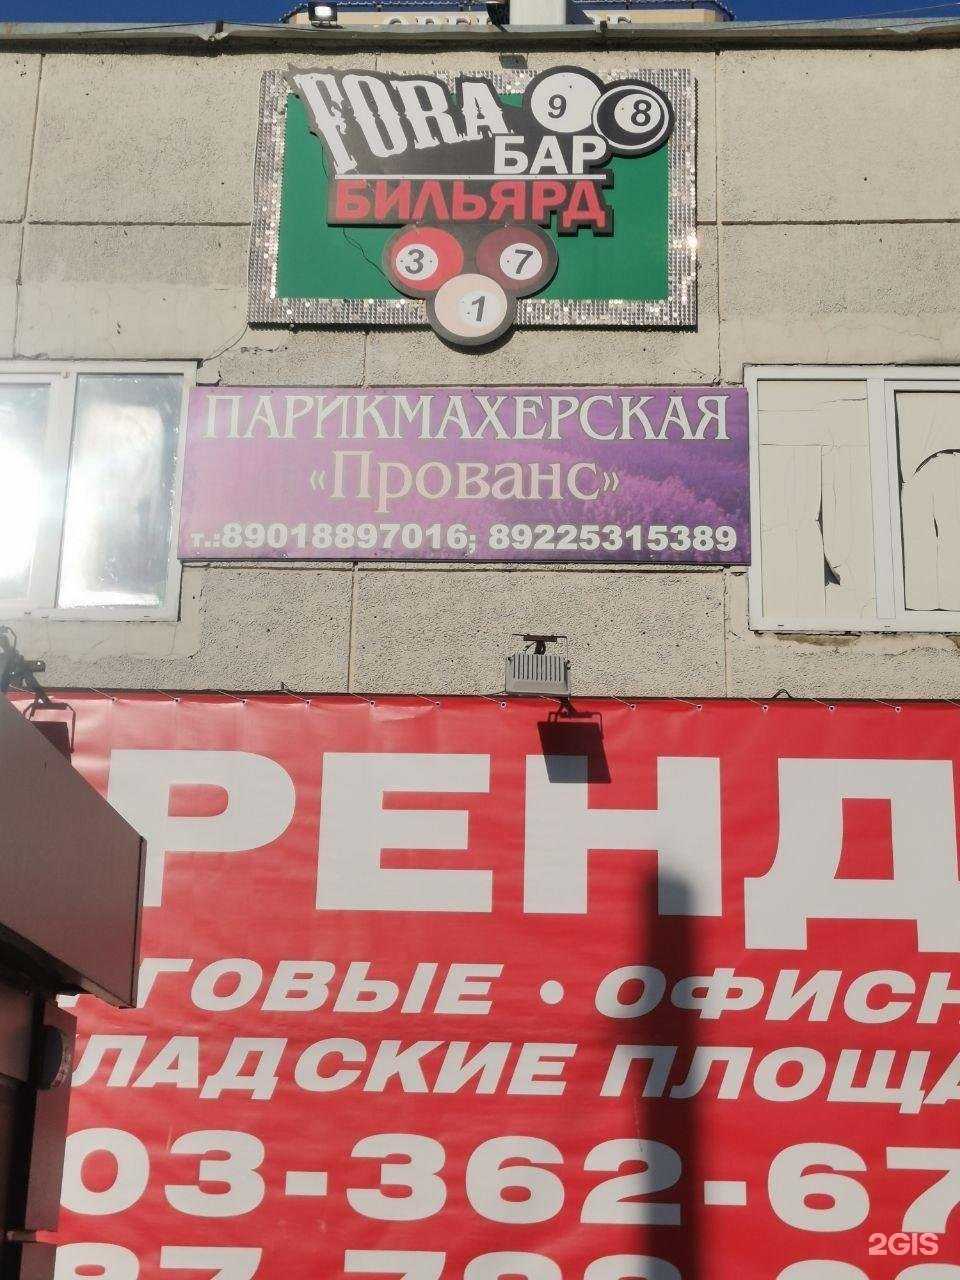 FORA
9 8
БАР
БИЛЬЯРД
3 7
1
ПАРИКМАХЕРСКАЯ
«Прованс»
т.:89018897016; 89225315389
РЕНД
ГОВЫЕ • ОФИСН
ЛАДСКИЕ ПЛОЩА
03-362-67
2GIS